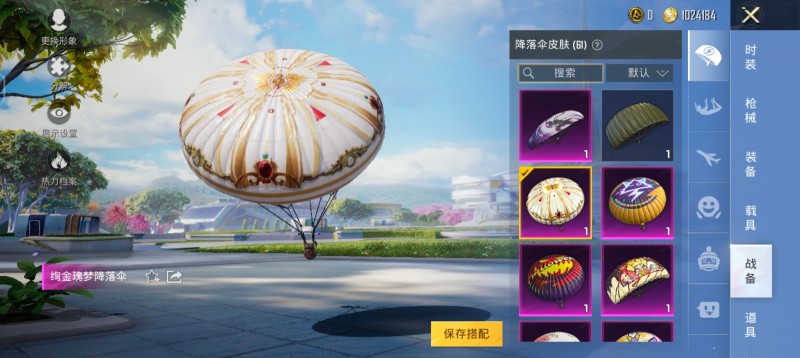 0
1024184
更换形象
分解
展示设置
热力档案
绚金瑰梦降落伞
保存搭配
降落伞皮肤 (61) ?
搜索
默认
1
1
1
1
1
1
时装
枪械
装备
载具
战备
道具